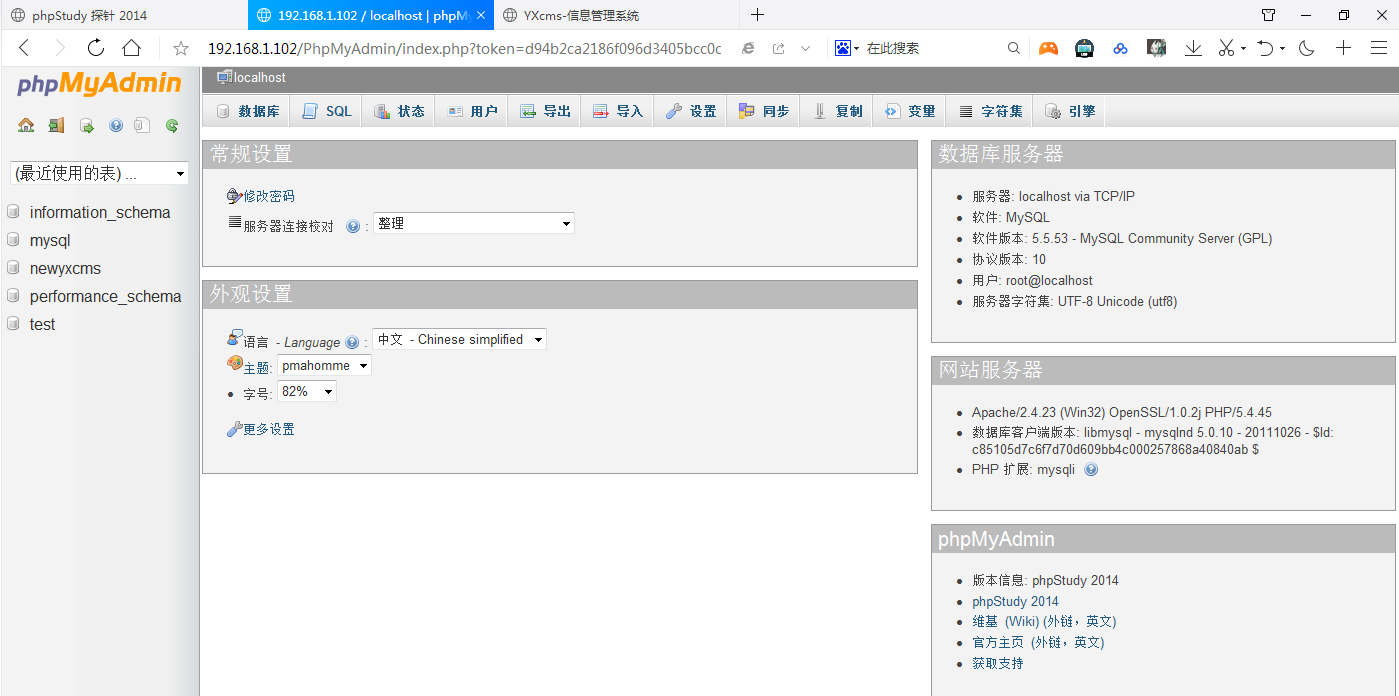 phpStudy 探针 2014
192.168.1.102 / localhost | phpMy
YXcms-信息管理系统
192.168.1.102/PhpMyAdmin/index.php?token=d94b2ca2186f096d3405bcc0c
在此搜索
phpMyAdmin
(最近使用的表) ...
information_schema
mysql
newyxcms
performance_schema
test
localhost
数据库 SQL 状态 用户 导出 导入 设置 同步 复制 变量 字符集 引擎
常规设置
修改密码
服务器连接校对 : 整理
外观设置
语言 - Language : 中文 - Chinese simplified
主题: pmahomme
字号: 82%
更多设置
数据库服务器
服务器: localhost via TCP/IP
软件: MySQL
软件版本: 5.5.53 - MySQL Community Server (GPL)
协议版本: 10
用户: root@localhost
服务器字符集: UTF-8 Unicode (utf8)
网站服务器
Apache/2.4.23 (Win32) OpenSSL/1.0.2j PHP/5.4.45
数据库客户端版本: libmysql - mysqlnd 5.0.10 - 20111026 - $Id:
c85105d7c6f7d70d609bb4c000257868a40840ab $
PHP 扩展: mysqli
phpMyAdmin
版本信息: phpStudy 2014
phpStudy 2014
维基 (Wiki) (外链，英文)
官方主页 (外链，英文)
获取支持